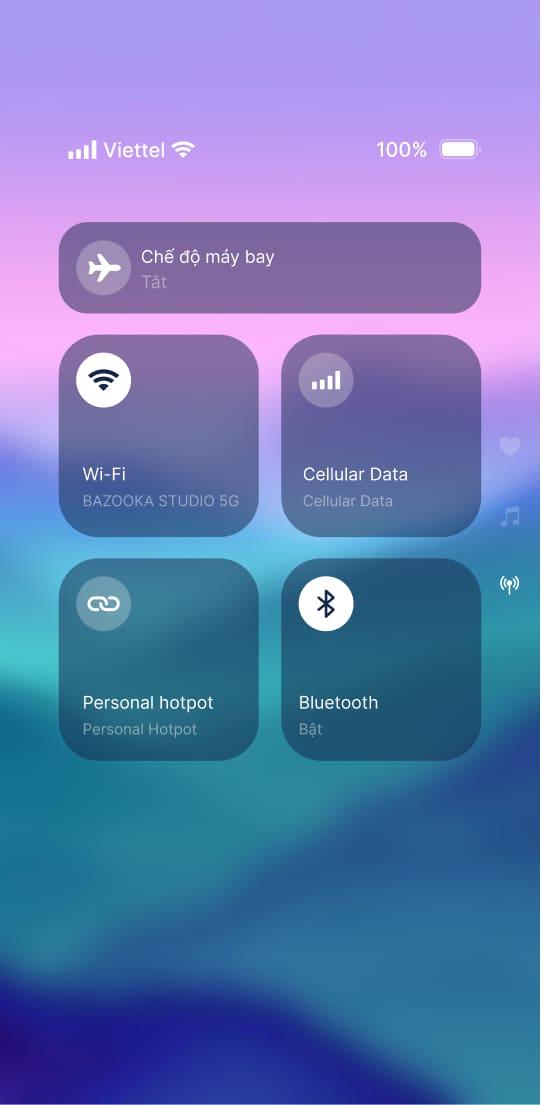 Viettel 100%
Chế độ máy bay
Tắt
Wi-Fi
BAZOOKA STUDIO 5G
Cellular Data
Cellular Data
Personal hotpot
Personal Hotpot
Bluetooth
Bật